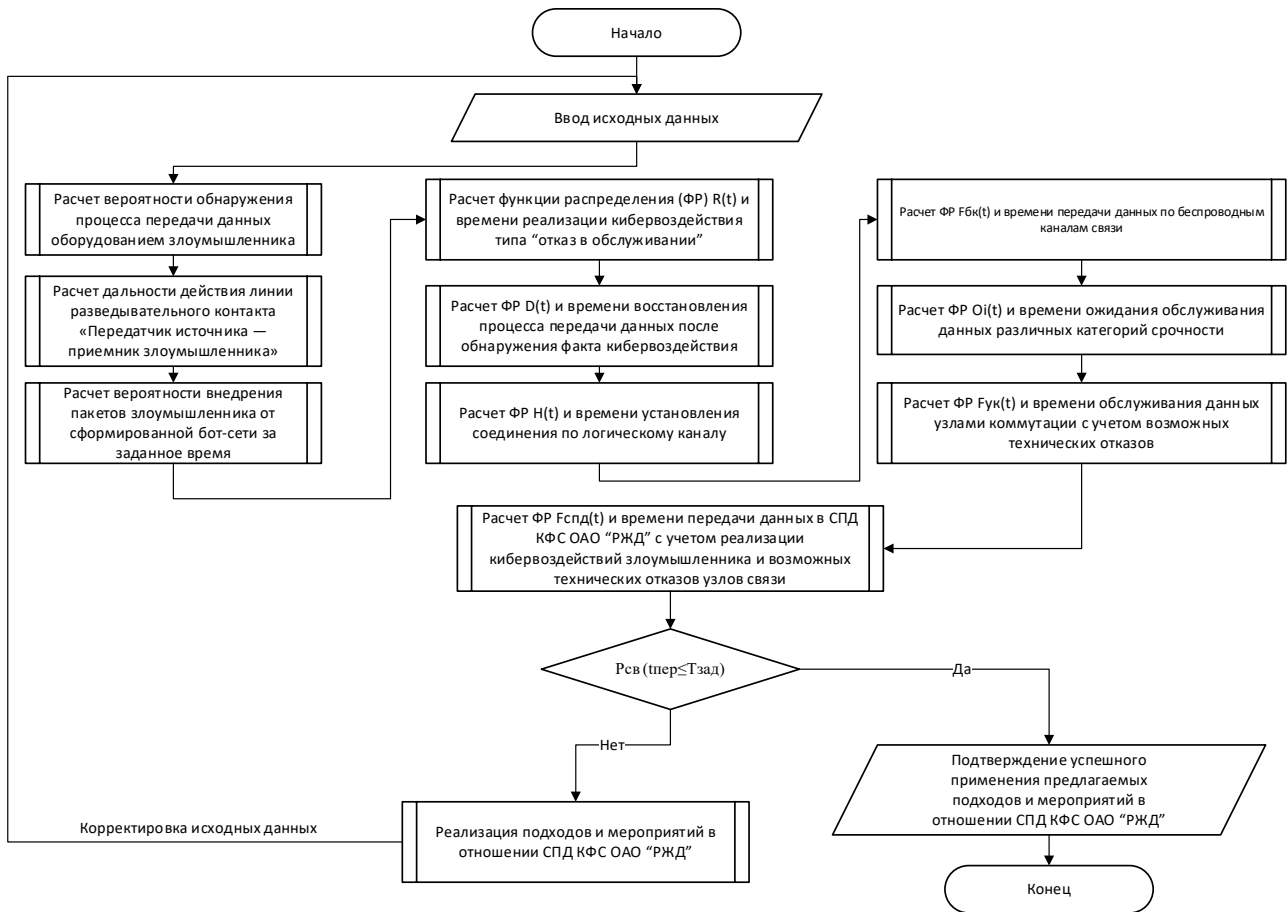 Начало
Ввод исходных данных
Расчет вероятности обнаружения
процесса передачи данных
оборудованием злоумышленника
Расчет дальности действия линии
разведывательного контакта
«Передатчик источника —
приемник злоумышленника»
Расчет вероятности внедрения
пакетов злоумышленника от
сформированной бот-сети за
заданное время
Расчет функции распределения (ФР) R(t) и
времени реализации кибервоздействия
типа “отказ в обслуживании”
Расчет ФР D(t) и времени восстановления
процесса передачи данных после
обнаружения факта кибервоздействия
Расчет ФР H(t) и времени установления
соединения по логическому каналу
Расчет ФР Fбк(t) и времени передачи данных по беспроводным
каналам связи
Расчет ФР Oi(t) и времени ожидания обслуживания
данных различных категорий срочности
Расчет ФР Fук(t) и времени обслуживания данных
узлами коммутации с учетом возможных
технических отказов
Расчет ФР Fспд(t) и времени передачи данных в СПД
КФС ОАО “РЖД” с учетом реализации
кибервоздействий злоумышленника и возможных
технических отказов узлов связи
Рсв (tпер≤Tзад)
Да
Нет
Подтверждение успешного
применения предлагаемых
подходов и мероприятий в
отношении СПД КФС ОАО “РЖД”
Корректировка исходных данных
Реализация подходов и мероприятий в
отношении СПД КФС ОАО “РЖД”
Конец